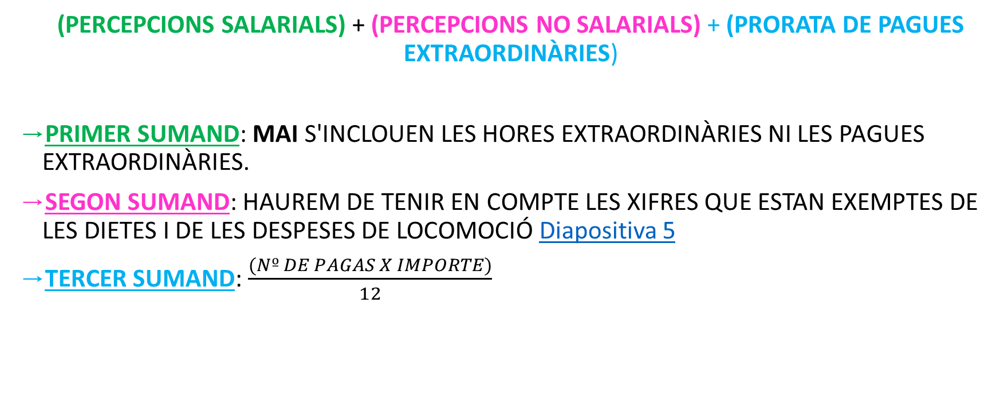 (PERCEPCIONS SALARIALS) + (PERCEPCIONS NO SALARIALS) + (PRORATA DE PAGUES
EXTRAORDINÀRIES)
→PRIMER SUMAND: MAI S'INCLOUEN LES HORES EXTRAORDINÀRIES NI LES PAGUES
EXTRAORDINÀRIES.
→SEGON SUMAND: HAUREM DE TENIR EN COMPTE LES XIFRES QUE ESTAN EXEMPTES DE
LES DIETES I DE LES DESPESES DE LOCOMOCIÓ Diapositiva 5
→TERCER SUMAND: (Nº DE PAGAS X IMPORTE)
12